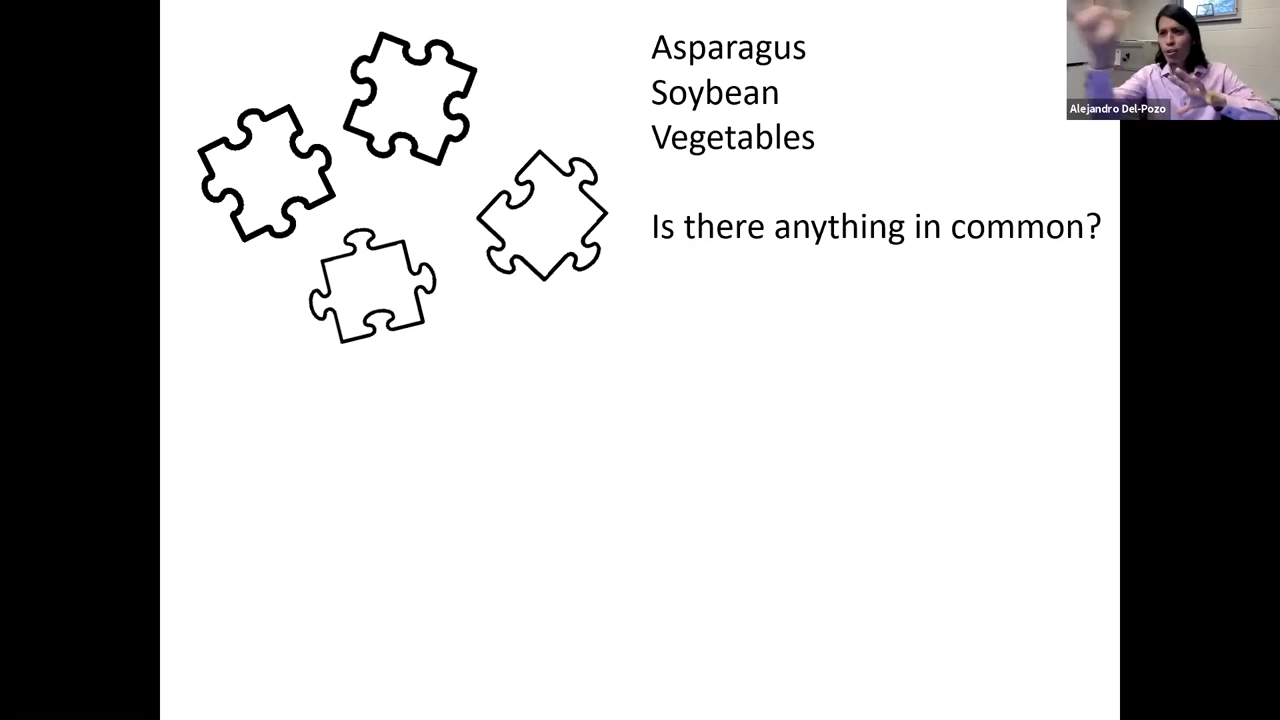 Asparagus
Soybean
Vegetables
Is there anything in common?
Alejandro Del-Pozo